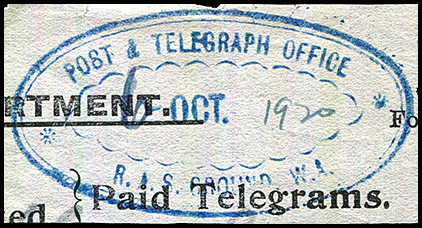 POST & TELEGRAPH OFFICE
RTMENT.
6 OCT. 1920
Fo
R. A. S. GROUND, W.A.
ed } Paid Telegrams.